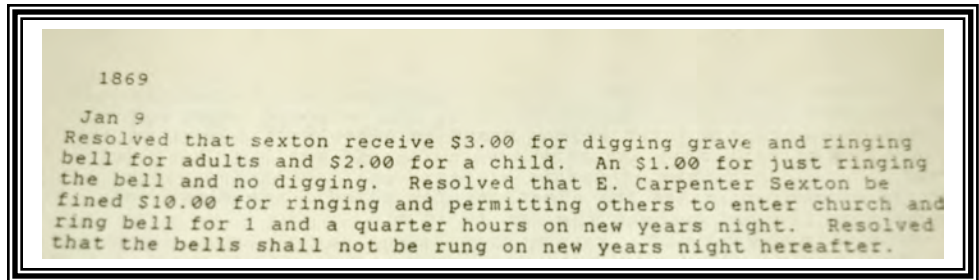 1869
Jan 9
Resolved that sexton receive $3.00 for digging grave and ringing
bell for adults and $2.00 for a child.  An $1.00 for just ringing
the bell and no digging.  Resolved that E. Carpenter Sexton be
fined $10.00 for ringing and permitting others to enter church and
ring bell for 1 and a quarter hours on new years night.  Resolved
that the bells shall not be rung on new years night hereafter.